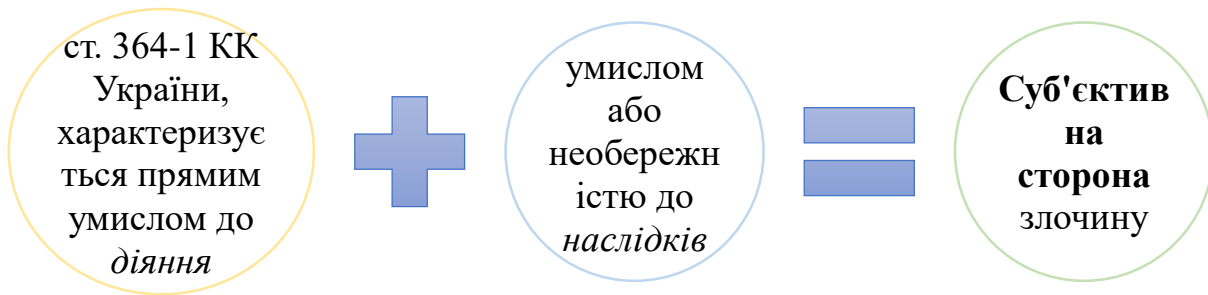 ст. 364-1 КК
України,
характеризує
ться прямим
умислом до
діяння
умислом
або
необережн
істю до
наслідків
Суб'єктив
на
сторона
злочину